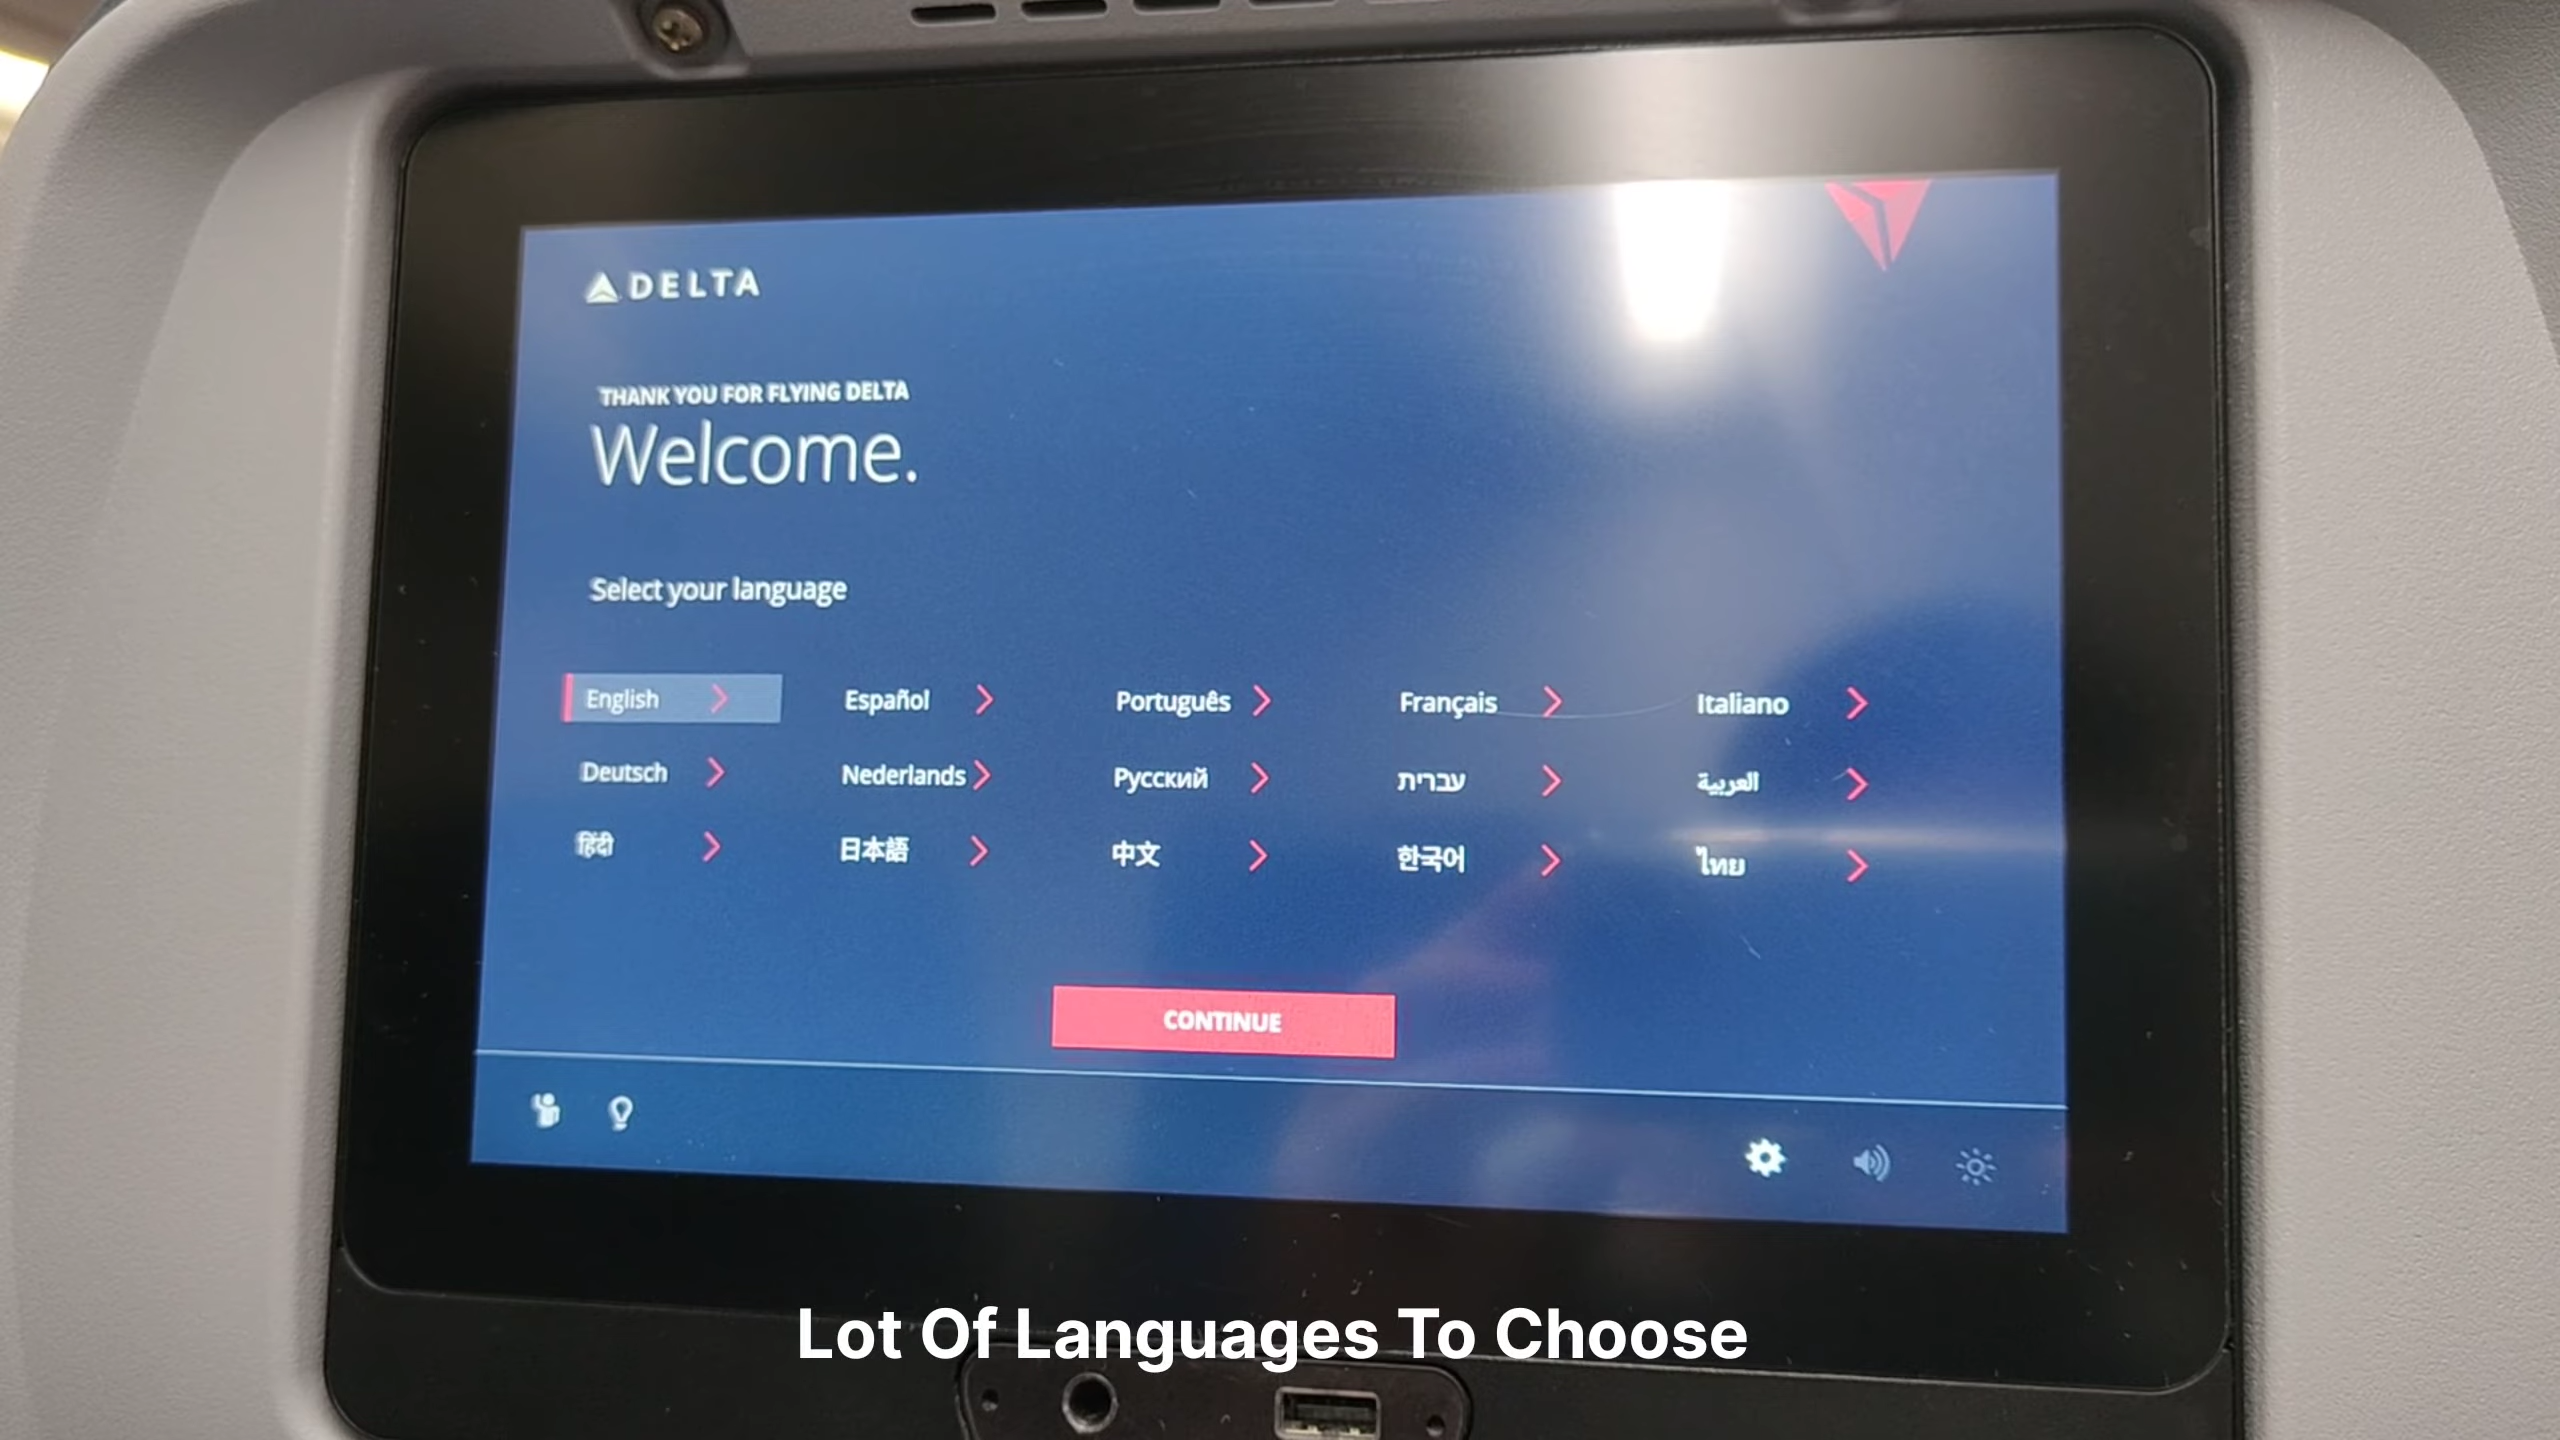 DELTA
THANK YOU FOR FLYING DELTA
Welcome.
Select your language
English Español Português Français Italiano
Deutsch Nederlands Русский עברית العربية
हिंदी 日本語 中文 한국어 ไทย
CONTINUE
Lot Of Languages To Choose